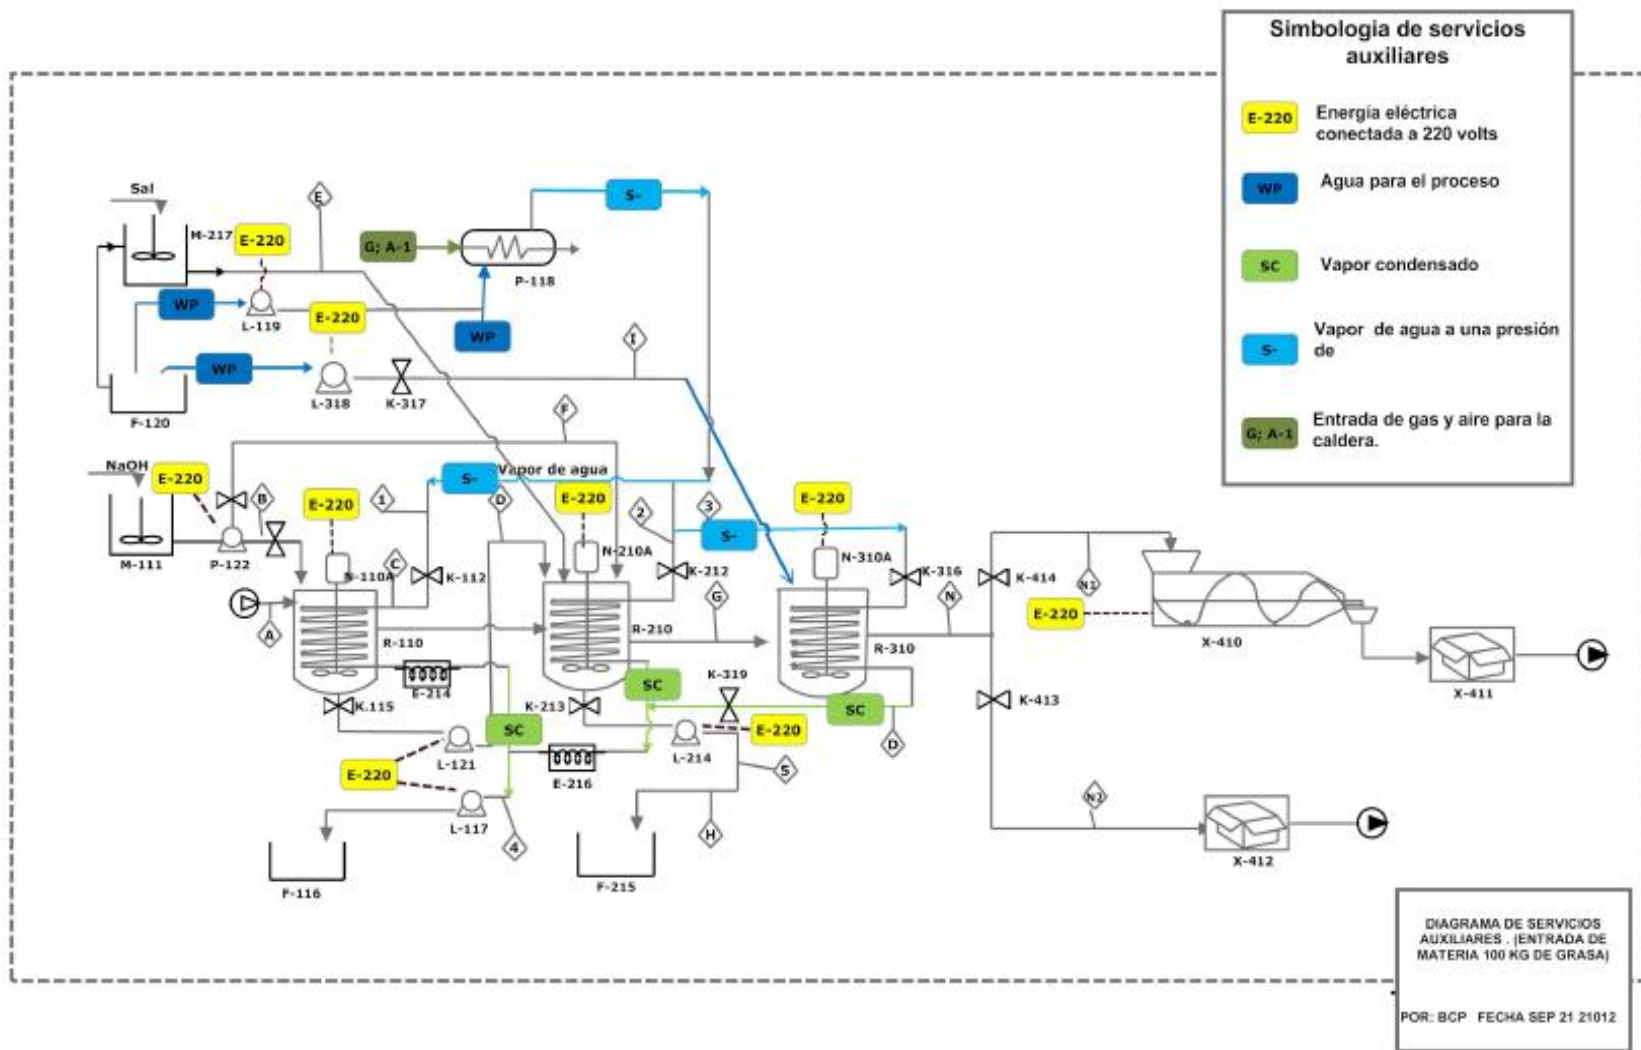 Simbologia de servicios
auxiliares
E-220
Energía eléctrica
conectada a 220 volts
WP
Agua para el proceso
SC
Vapor condensado
S-
Vapor de agua a una presión
de
G; A-1
Entrada de gas y aire para la
caldera.
Sal
E
S-
M-217
E-220
G; A-1
P-118
WP
L-119
E-220
WP
I
WP
L-318
K-317
F-120
F
NaOH
E-220
S-
Vapor de agua
B
E-220
1
D
E-220
2
3
E-220
S-
M-111
P-122
N-110A
C
K-112
N-210A
K-212
N-310A
K-316
K-414
N1
A
G
N
E-220
R-110
R-210
R-310
X-410
E-214
SC
K-319
X-411
K.115
K-213
SC
K-413
SC
E-220
D
L-121
L-214
E-220
E-216
5
L-117
N2
4
H
X-412
F-116
F-215
DIAGRAMA DE SERVICIOS
AUXILIARES . (ENTRADA DE
MATERIA 100 KG DE GRASA)
POR: BCP FECHA SEP 21 21012